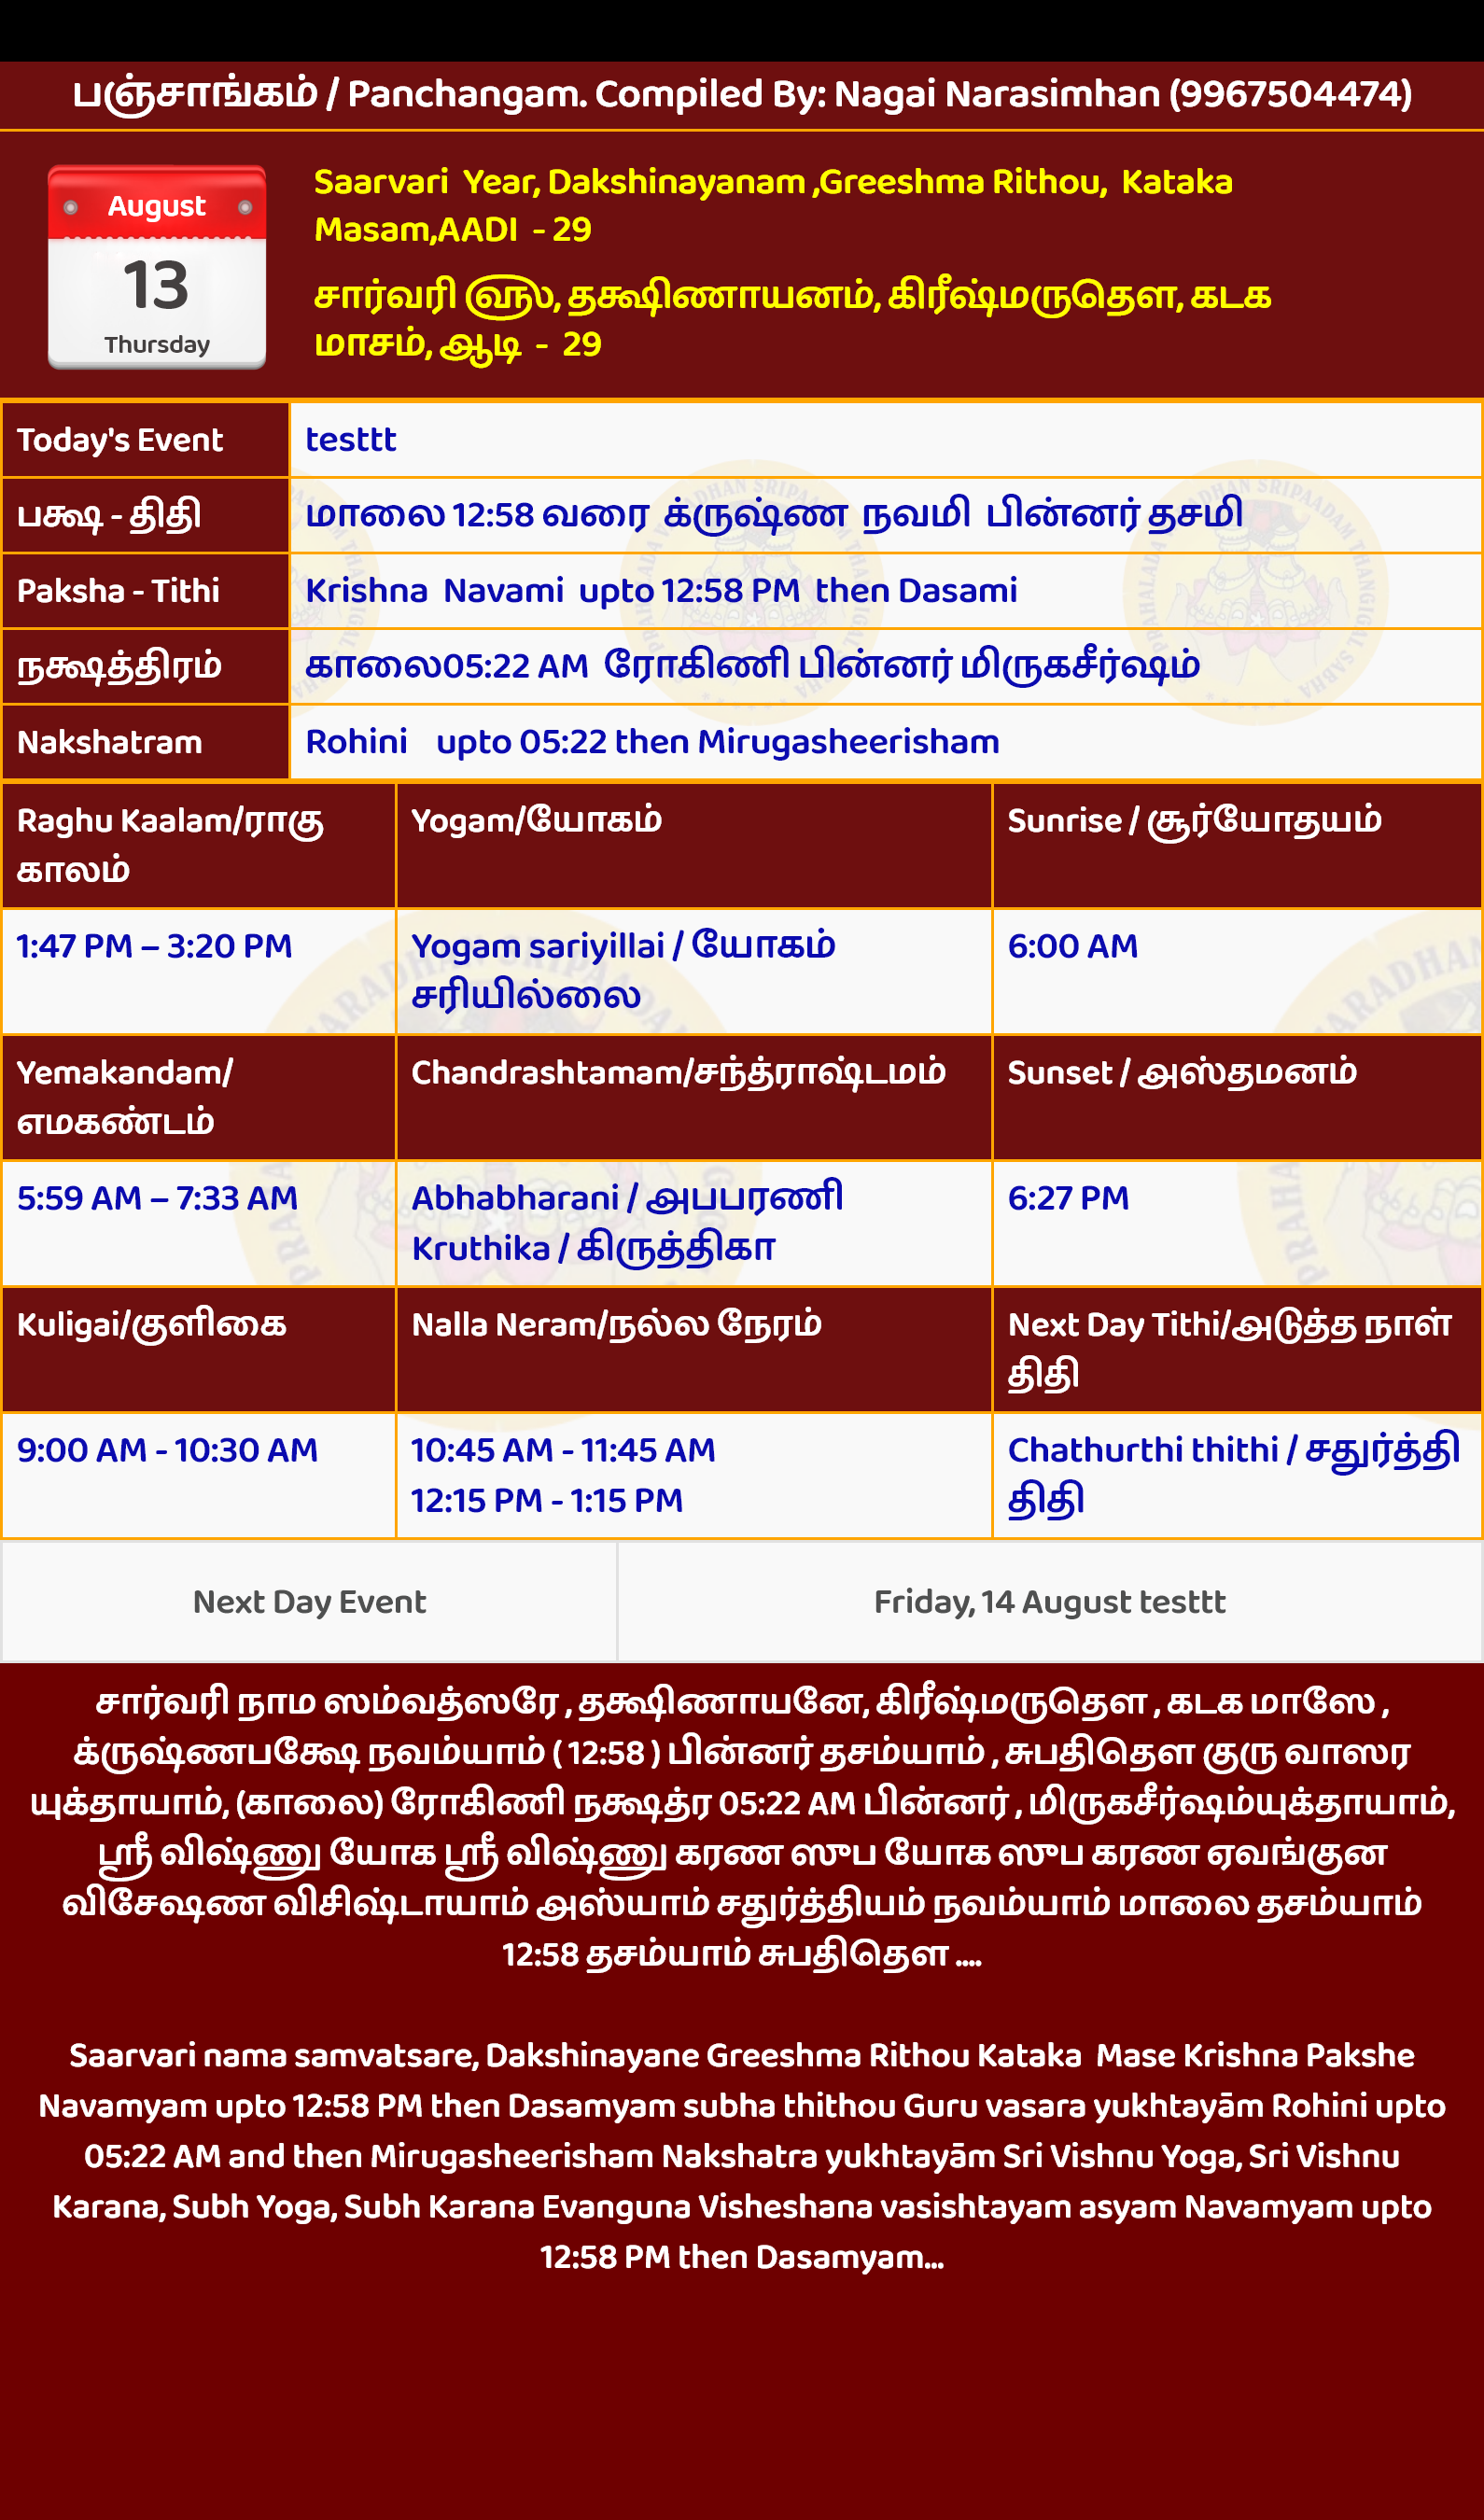 பஞ்சாங்கம் / Panchangam. Compiled By: Nagai Narasimhan (9967504474)
August
13
Thursday
Saarvari Year, Dakshinayanam ,Greeshma Rithou, Kataka
Masam,AADI - 29
சார்வரி ௵, தக்ஷிணாயனம், கிரீஷ்மருதௌ, கடக
மாசம், ஆடி - 29
Today's Event
testtt
பக்ஷ - திதி
மாலை 12:58 வரை க்ருஷ்ண நவமி பின்னர் தசமி
Paksha - Tithi
Krishna Navami upto 12:58 PM then Dasami
நக்ஷத்திரம்
காலை05:22 AM ரோகிணி பின்னர் மிருகசீர்ஷம்
Nakshatram
Rohini upto 05:22 then Mirugasheerisham
Raghu Kaalam/ராகு
காலம்
Yogam/யோகம்
Sunrise / சூர்யோதயம்
1:47 PM – 3:20 PM
Yogam sariyillai / யோகம்
சரியில்லை
6:00 AM
Yemakandam/
எமகண்டம்
Chandrashtamam/சந்த்ராஷ்டமம்
Sunset / அஸ்தமனம்
5:59 AM – 7:33 AM
Abhabharani / அபபரணி
Kruthika / கிருத்திகா
6:27 PM
Kuligai/குளிகை
Nalla Neram/நல்ல நேரம்
Next Day Tithi/அடுத்த நாள்
திதி
9:00 AM - 10:30 AM
10:45 AM - 11:45 AM
12:15 PM - 1:15 PM
Chathurthi thithi / சதுர்த்தி
திதி
Next Day Event
Friday, 14 August testtt
சார்வரி நாம ஸம்வத்ஸரே , தக்ஷிணாயனே, கிரீஷ்மருதௌ , கடக மாஸே ,
க்ருஷ்ணபக்ஷே நவம்யாம் ( 12:58 ) பின்னர் தசம்யாம் , சுபதிதௌ குரு வாஸர
யுக்தாயாம், (காலை) ரோகிணி நக்ஷத்ர 05:22 AM பின்னர் , மிருகசீர்ஷம்யுக்தாயாம்,
ஸ்ரீ விஷ்ணு யோக ஸ்ரீ விஷ்ணு கரண ஸுப யோக ஸுப கரண ஏவங்குன
விசேஷண விசிஷ்டாயாம் அஸ்யாம் சதுர்த்தியம் நவம்யாம் மாலை தசம்யாம்
12:58 தசம்யாம் சுபதிதௌ ....
Saarvari nama samvatsare, Dakshinayane Greeshma Rithou Kataka Mase Krishna Pakshe
Navamyam upto 12:58 PM then Dasamyam subha thithou Guru vasara yukhtayām Rohini upto
05:22 AM and then Mirugasheerisham Nakshatra yukhtayām Sri Vishnu Yoga, Sri Vishnu
Karana, Subh Yoga, Subh Karana Evanguna Visheshana vasishtayam asyam Navamyam upto
12:58 PM then Dasamyam...